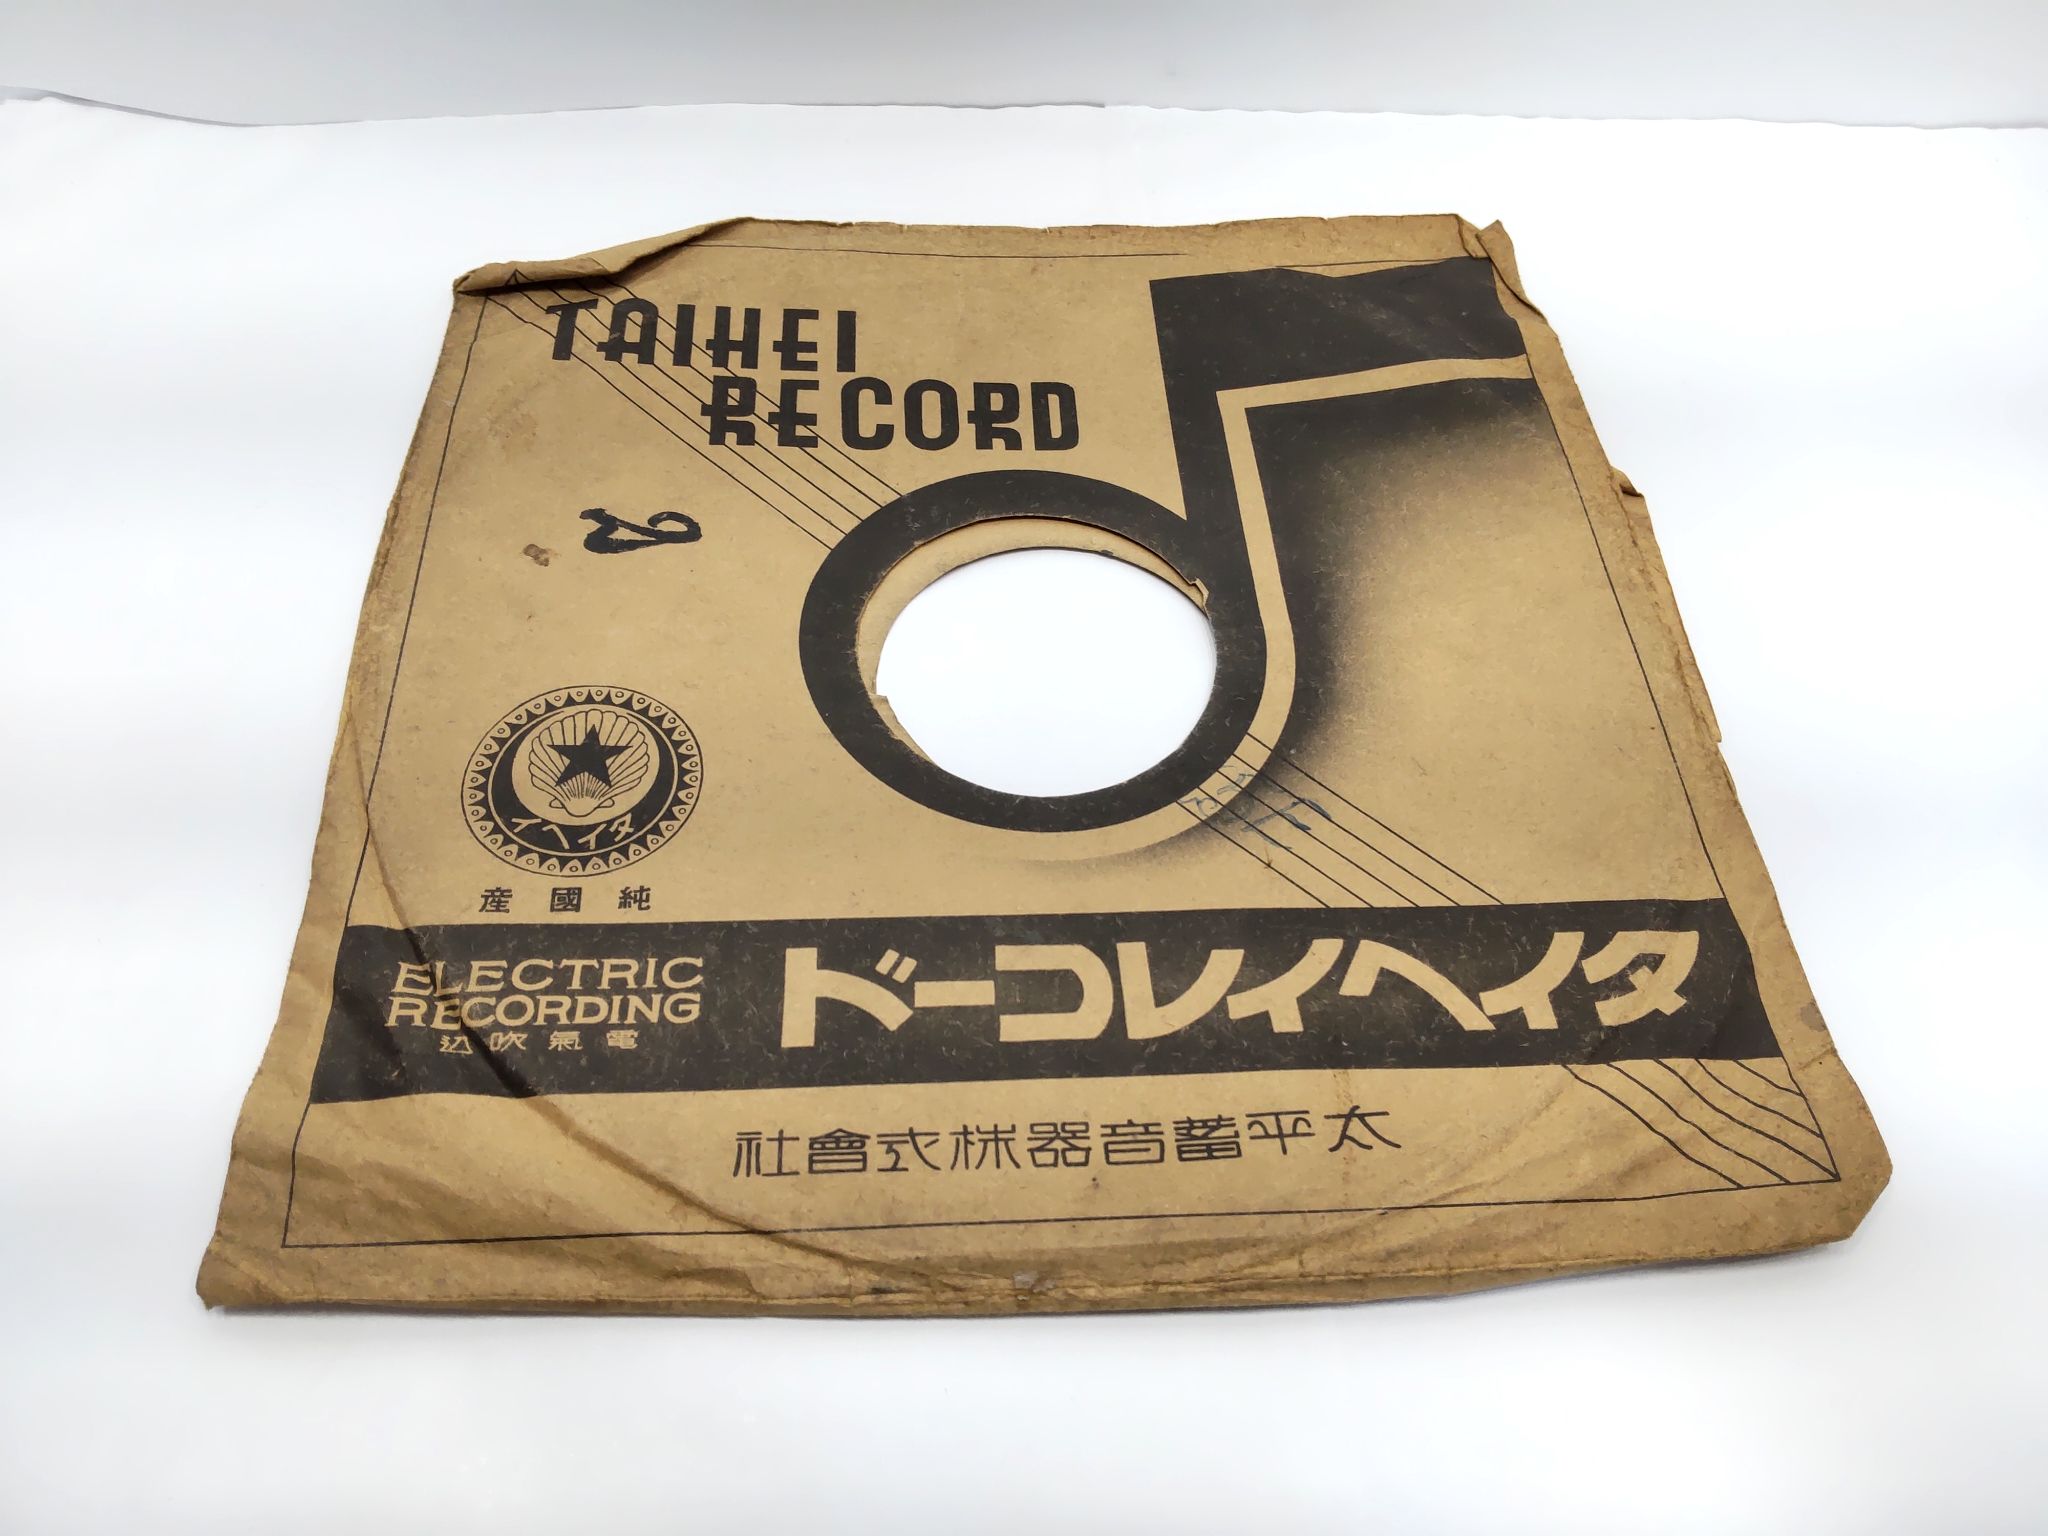 TAIHEI
RECORD
タイヘイ
純國産
ELECTRIC
RECORDING
電氣吹込
タイヘイレコード
太平蓄音器株式會社